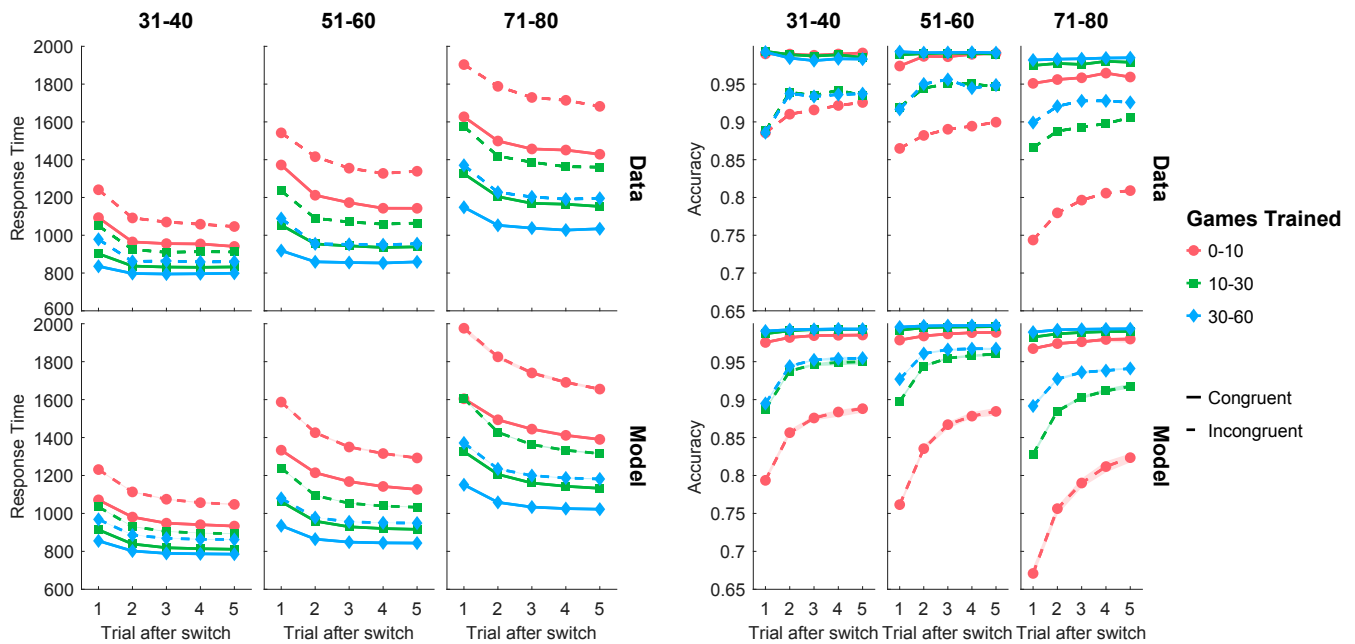 31-40 51-60 71-80
2000
1800
1600
1400
1200
1000
800
600
Response Time
Data
2000
1800
1600
1400
1200
1000
800
600
Response Time
Model
1 2 3 4 5 1 2 3 4 5 1 2 3 4 5
Trial after switch Trial after switch Trial after switch
31-40 51-60 71-80
0.95
0.9
0.85
0.8
0.75
0.7
0.65
Accuracy
Data
0.95
0.9
0.85
0.8
0.75
0.7
0.65
Accuracy
Model
1 2 3 4 5 1 2 3 4 5 1 2 3 4 5
Trial after switch Trial after switch Trial after switch
Games Trained
0-10
10-30
30-60
Congruent
Incongruent